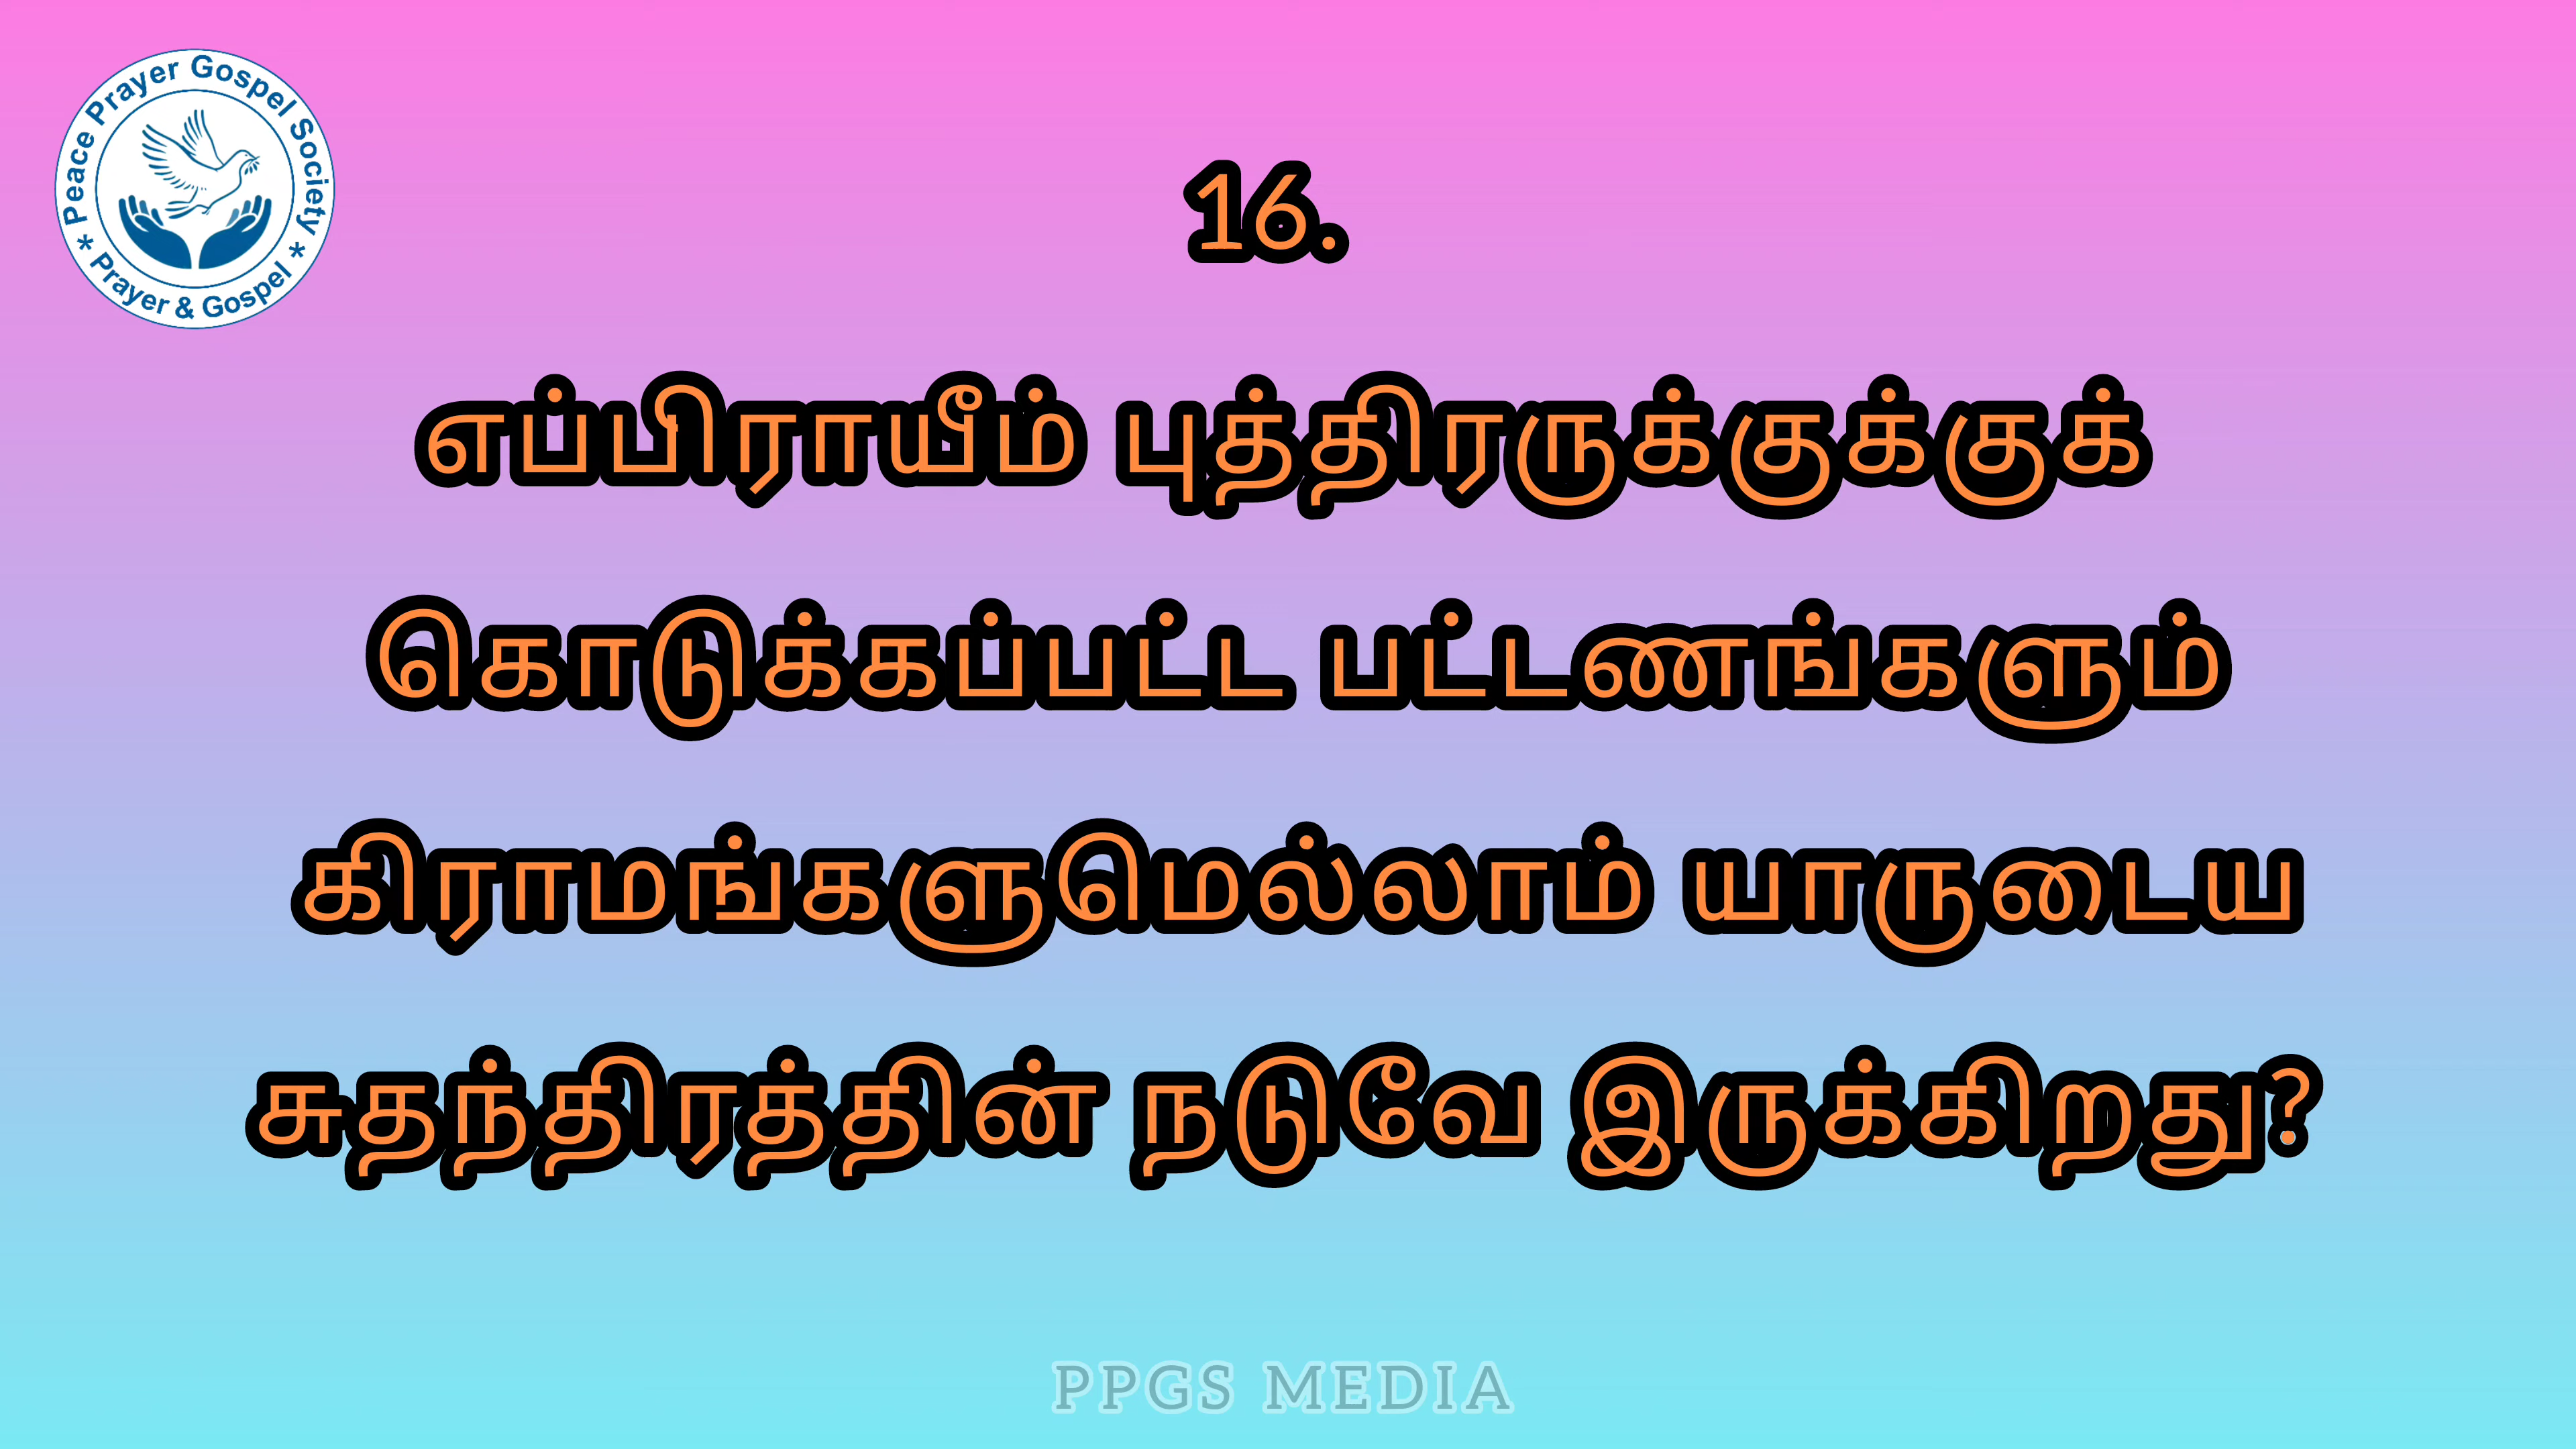 Peace Prayer Gospel Society
* Prayer & Gospel *
16.
எப்பிராயீம் புத்திரருக்குக்குக்
கொடுக்கப்பட்ட பட்டணங்களும்
கிராமங்களுமெல்லாம் யாருடைய
சுதந்திரத்தின் நடுவே இருக்கிறது?
PPGS MEDIA